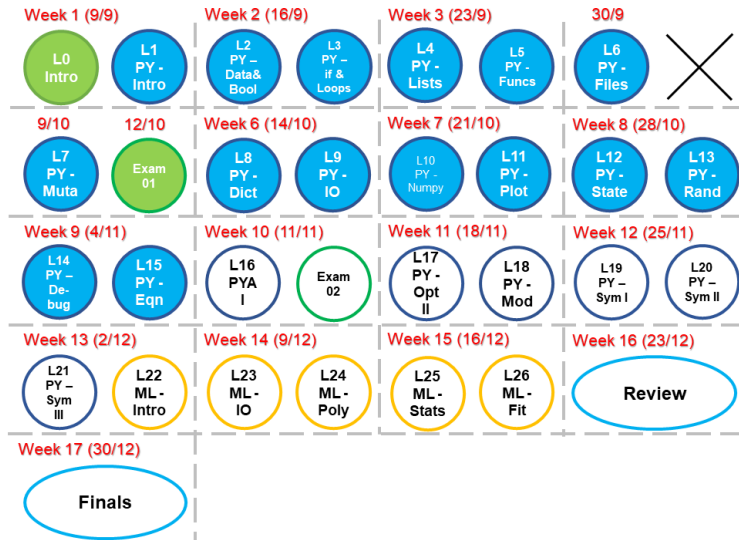 Week 1 (9/9)
L0
Intro
L1
PY -
Intro
Week 2 (16/9)
L2
PY –
Data&
Bool
L3
PY –
if &
Loops
Week 3 (23/9)
L4
PY -
Lists
L5
PY -
Funcs
30/9
L6
PY -
Files
9/10
L7
PY -
Muta
12/10
Exam
01
Week 6 (14/10)
L8
PY -
Dict
L9
PY -
IO
Week 7 (21/10)
L10
PY -
Numpy
L11
PY -
Plot
Week 8 (28/10)
L12
PY -
State
L13
PY -
Rand
Week 9 (4/11)
L14
PY –
De-
bug
L15
PY -
Eqn
Week 10 (11/11)
L16
PYA
I
Exam
02
Week 11 (18/11)
L17
PY -
Opt
II
L18
PY -
Mod
Week 12 (25/11)
L19
PY –
Sym I
L20
PY –
Sym II
Week 13 (2/12)
L21
PY –
Sym
III
L22
ML -
Intro
Week 14 (9/12)
L23
ML -
IO
L24
ML -
Poly
Week 15 (16/12)
L25
ML -
Stats
L26
ML -
Fit
Week 16 (23/12)
Review
Week 17 (30/12)
Finals